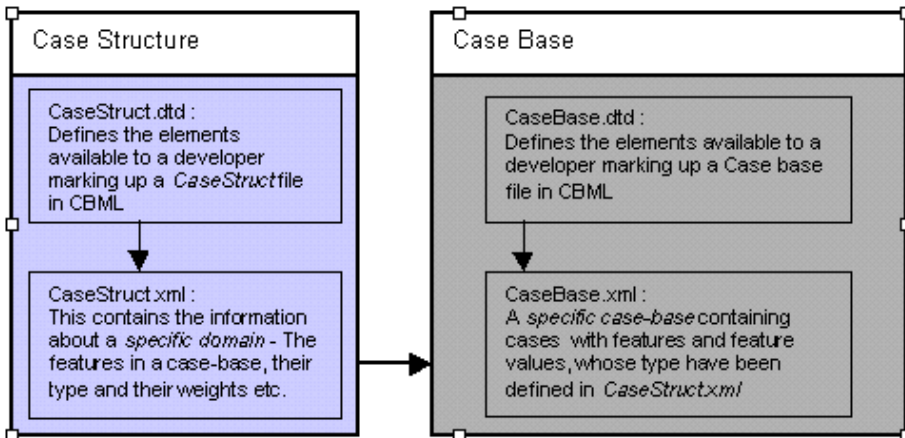 Case Structure
CaseStruct.dtd :
Defines the elements
available to a developer
marking up a CaseStruct file
in CBML
CaseStruct.xml :
This contains the information
about a specific domain - The
features in a case-base, their
type and their weights etc.
Case Base
CaseBase.dtd :
Defines the elements available to a
developer marking up a Case base
file in CBML
CaseBase.xml :
A specific case-base containing
cases with features and feature
values, whose type have been
defined in CaseStruct.xml